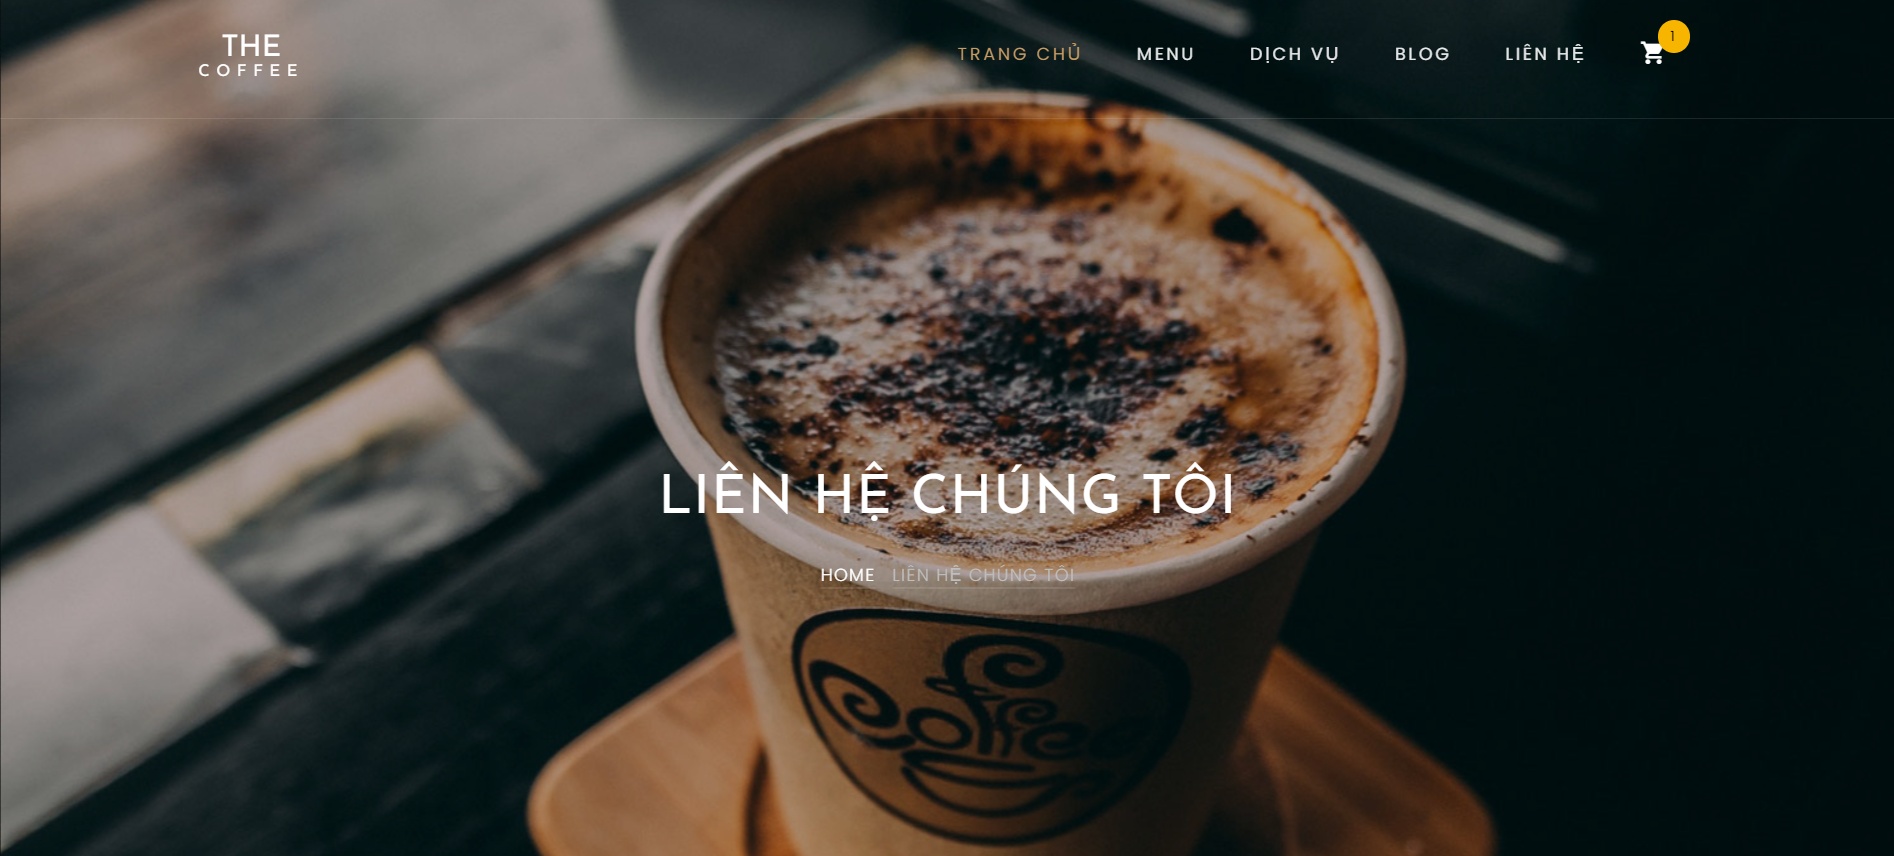 THE
COFFEE
TRANG CHỦ MENU DỊCH VỤ BLOG LIÊN HỆ 1
LIÊN HỆ CHÚNG TÔI
HOME LIÊN HỆ CHÚNG TÔI
Coffee